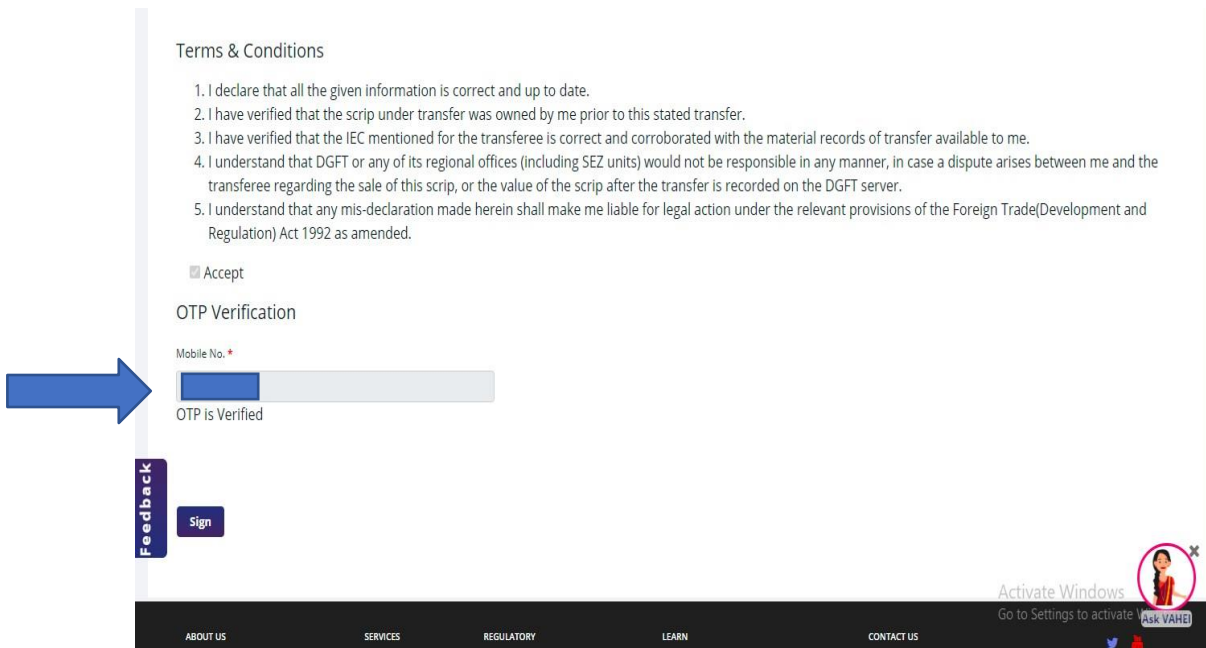 Terms & Conditions
1. I declare that all the given information is correct and up to date.
2. I have verified that the scrip under transfer was owned by me prior to this stated transfer.
3. I have verified that the IEC mentioned for the transferee is correct and corroborated with the material records of transfer available to me.
4. I understand that DGFT or any of its regional offices (including SEZ units) would not be responsible in any manner, in case a dispute arises between me and the
transferee regarding the sale of this scrip, or the value of the scrip after the transfer is recorded on the DGFT server.
5. I understand that any mis-declaration made herein shall make me liable for legal action under the relevant provisions of the Foreign Trade(Development and
Regulation) Act 1992 as amended.
Accept
OTP Verification
Mobile No. *
OTP is Verified
Feedback
Sign
Activate Windows
Go to Settings to activate
Ask VAHEI
ABOUT US SERVICES REGULATORY LEARN CONTACT US